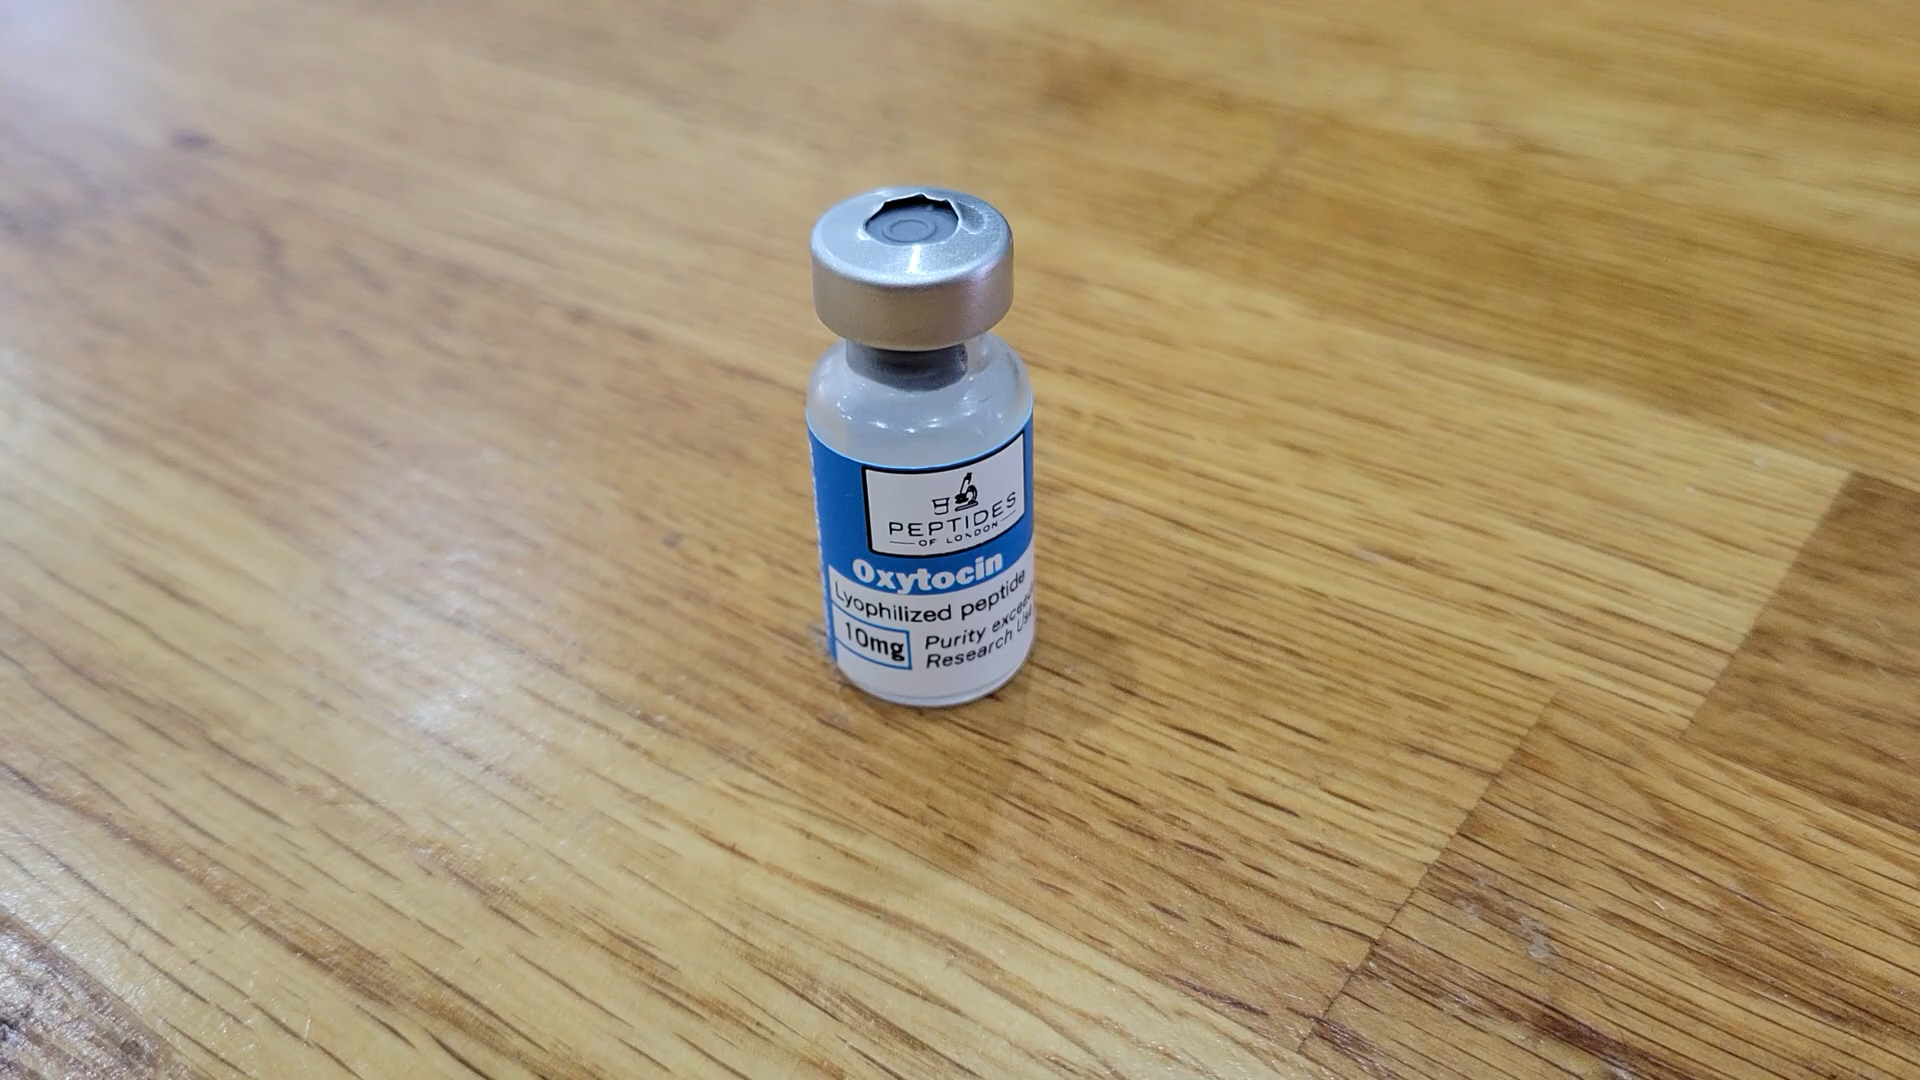 PEPTIDES
OF LONDON
Oxytocin
Lyophilized peptide
10mg
Purity
Research